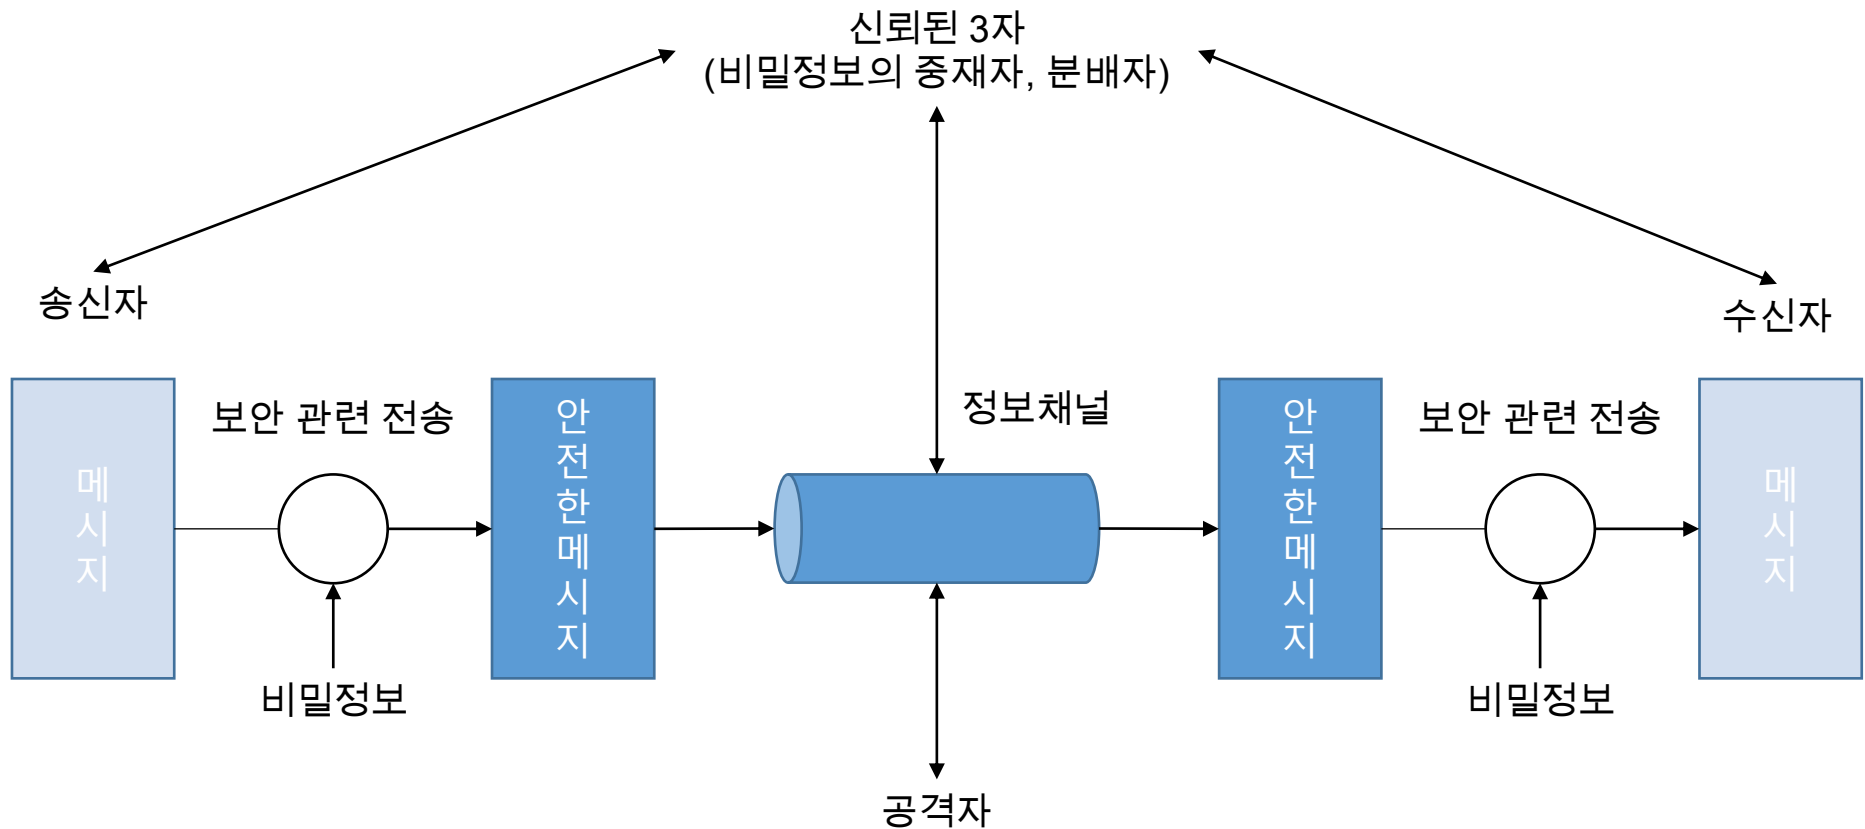 신뢰된 3자
(비밀정보의 중재자, 분배자)
송신자
수신자
보안 관련 전송
정보채널
보안 관련 전송
메
시
지
안
전
한
메
시
지
안
전
한
메
시
지
메
시
지
비밀정보
비밀정보
공격자